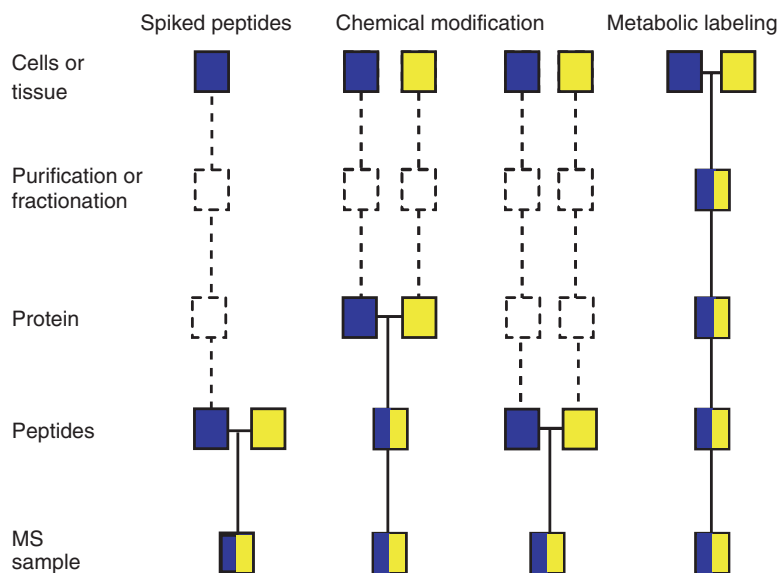 Spiked peptides Chemical modification Metabolic labeling
Cells or
tissue
Purification or
fractionation
Protein
Peptides
MS
sample